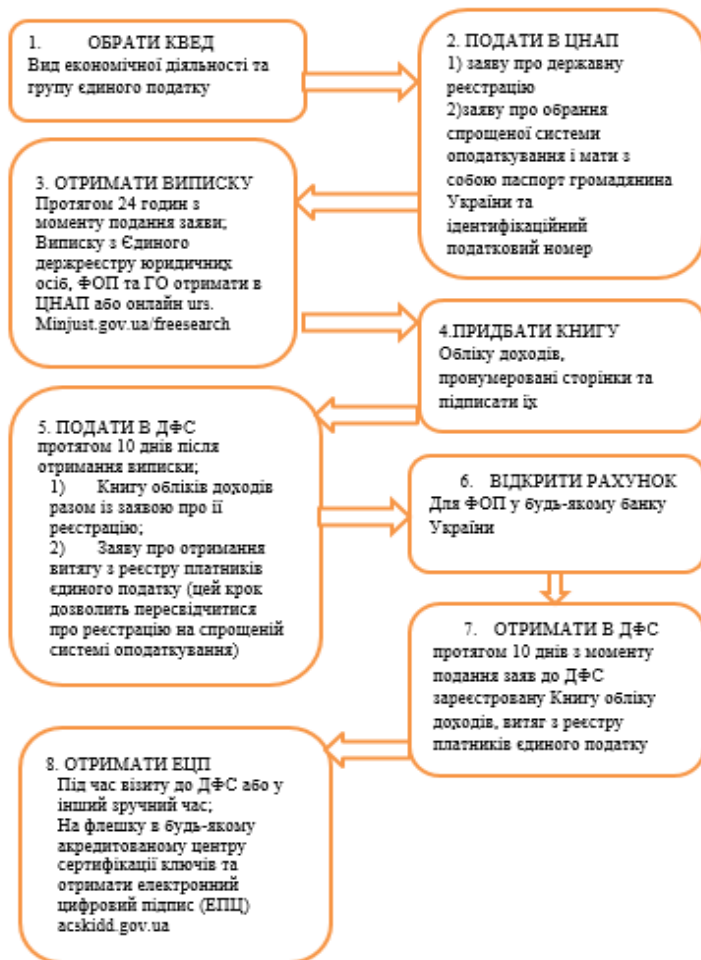 1. ОБРАТИ КВЕД
Вид економічної діяльності та
групу єдиного податку
2. ПОДАТИ В ЦНАП
1) заяву про державну
реєстрацію
2)заяву про обрання
спрощеної системи
оподаткування і мати з
собою паспорт громадянина
України та
ідентифікаційний
податковий номер
3. ОТРИМАТИ ВИПИСКУ
Протягом 24 годин з
моменту подання заяви;
Виписку з Єдиного
держреєстру юридичних
осіб, ФОП та ГО отримати в
ЦНАП або онлайн urs.
Minjust.gov.ua/freesearch
4.ПРИДБАТИ КНИГУ
Обліку доходів,
пронумеровані сторінки та
підписати їх
5. ПОДАТИ В ДФС
протягом 10 днів після
отримання виписки;
1) Книгу обліків доходів
разом із заявою про її
реєстрацію;
2) Заяву про отримання
витягу з реєстру платників
єдиного податку (цей крок
дозволить пересвідчитися
про реєстрацію на спрощеній
системі оподаткування)
6. ВІДКРИТИ РАХУНОК
Для ФОП у будь-якому банку
України
7. ОТРИМАТИ В ДФС
протягом 10 днів з моменту
подання заяв до ДФС
зареєстровану Книгу обліку
доходів, витяг з реєстру
платників єдиного податку
8. ОТРИМАТИ ЕЦП
Під час візиту до ДФС або у
інший зручний час;
На флешку в будь-якому
акредитованому центру
сертифікації ключів та
отримати електронний
цифровий підпис (ЕПЦ)
acskidd.gov.ua